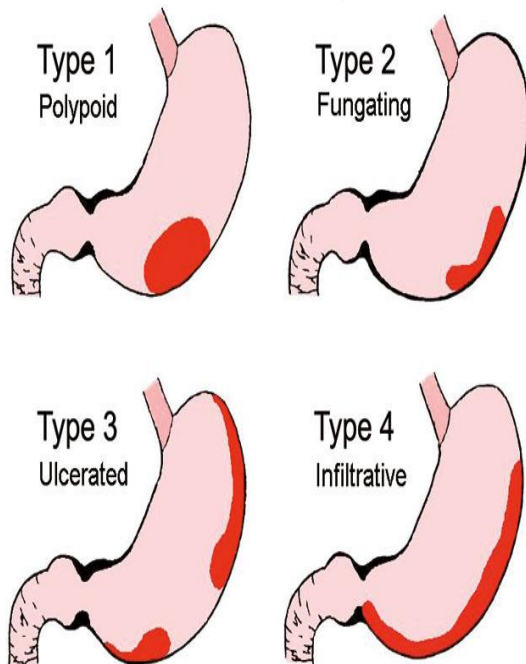 Type 1
Polypoid
Type 2
Fungating
Type 3
Ulcerated
Type 4
Infiltrative